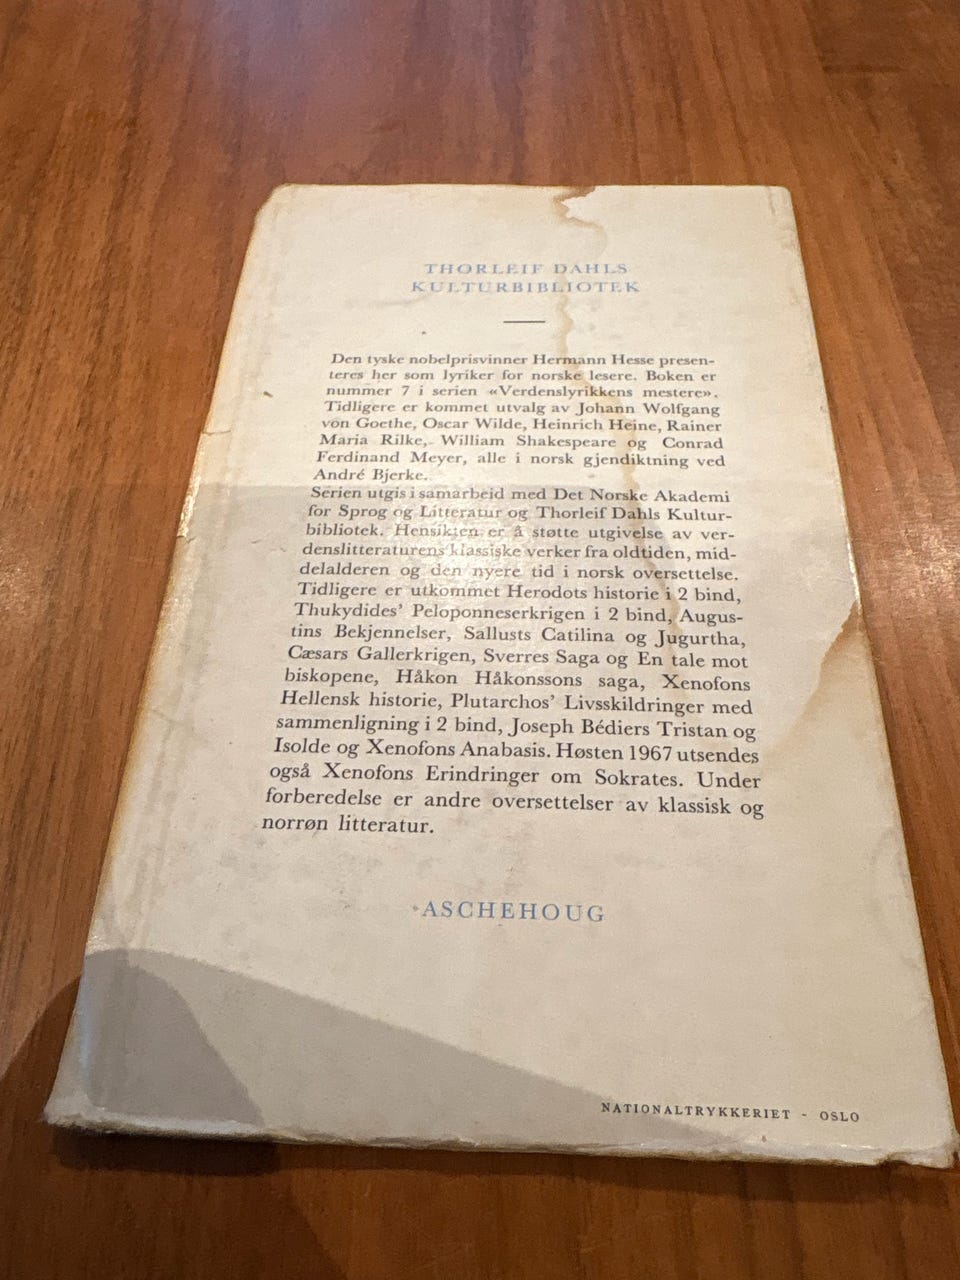 THORLEIF DAHLS
KULTURBIBLIOTEK
Den tyske nobelprisvinner Hermann Hesse presen-
teres her som lyriker for norske lesere. Boken er
nummer 7 i serien «Verdenslyrikkens mestere».
Tidligere er kommet utvalg av Johann Wolfgang
von Goethe, Oscar Wilde, Heinrich Heine, Rainer
Maria Rilke, William Shakespeare og Conrad
Ferdinand Meyer, alle i norsk gjendiktning ved
André Bjerke.
Serien utgis i samarbeid med Det Norske Akademi
for Sprog og Litteratur og Thorleif Dahls Kultur-
bibliotek. Hensikten er å støtte utgivelse av ver-
denslitteraturens klassiske verker fra oldtiden, mid-
delalderen og den nyere tid i norsk oversettelse.
Tidligere er utkommet Herodots historie i 2 bind,
Thukydides' Peloponneserkrigen i 2 bind, Augus-
tins Bekjennelser, Sallusts Catilina og Jugurtha,
Cæsars Gallerkrigen, Sverres Saga og En tale mot
biskopene, Håkon Håkonssons saga, Xenofons
Hellensk historie, Plutarchos' Livsskildringer med
sammenligning i 2 bind, Joseph Bédiers Tristan og
Isolde og Xenofons Anabasis. Høsten 1967 utsendes
også Xenofons Erindringer om Sokrates. Under
forberedelse er andre oversettelser av klassisk og
norrøn litteratur.
ASCHEHOUG
NATIONALTRYKKERIET - OSLO